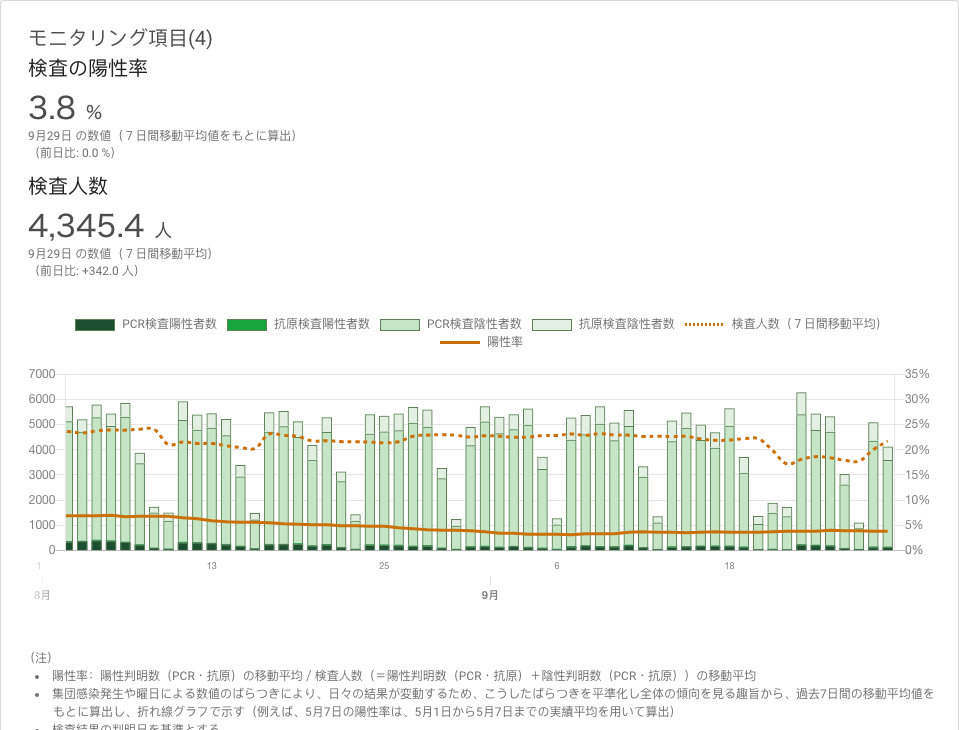 モニタリング項目(4)
検査の陽性率
3.8 %
9月29日 の数値（７日間移動平均値をもとに算出）
（前日比: 0.0 %）
検査人数
4,345.4 人
9月29日 の数値（７日間移動平均）
（前日比: +342.0 人）
PCR検査陽性者数 抗原検査陽性者数 PCR検査陰性者数 抗原検査陰性者数 検査人数（７日間移動平均）
陽性率
7000 35%
6000 30%
5000 25%
4000 20%
3000 15%
2000 10%
1000 5%
0 0%
1 13 25 6 18
8月 9月
（注）
• 陽性率：陽性判明数（PCR・抗原）の移動平均 / 検査人数（＝陽性判明数（PCR・抗原）＋陰性判明数（PCR・抗原））の移動平均
• 集団感染発生や曜日による数値のばらつきにより、日々の結果が変動するため、こうしたばらつきを平準化し全体の傾向を見る趣旨から、過去7日間の移動平均値を
もとに算出し、折れ線グラフで示す（例えば、5月7日の陽性率は、5月1日から5月7日までの実績平均を用いて算出）
• 検査結果の判明日を基準とする